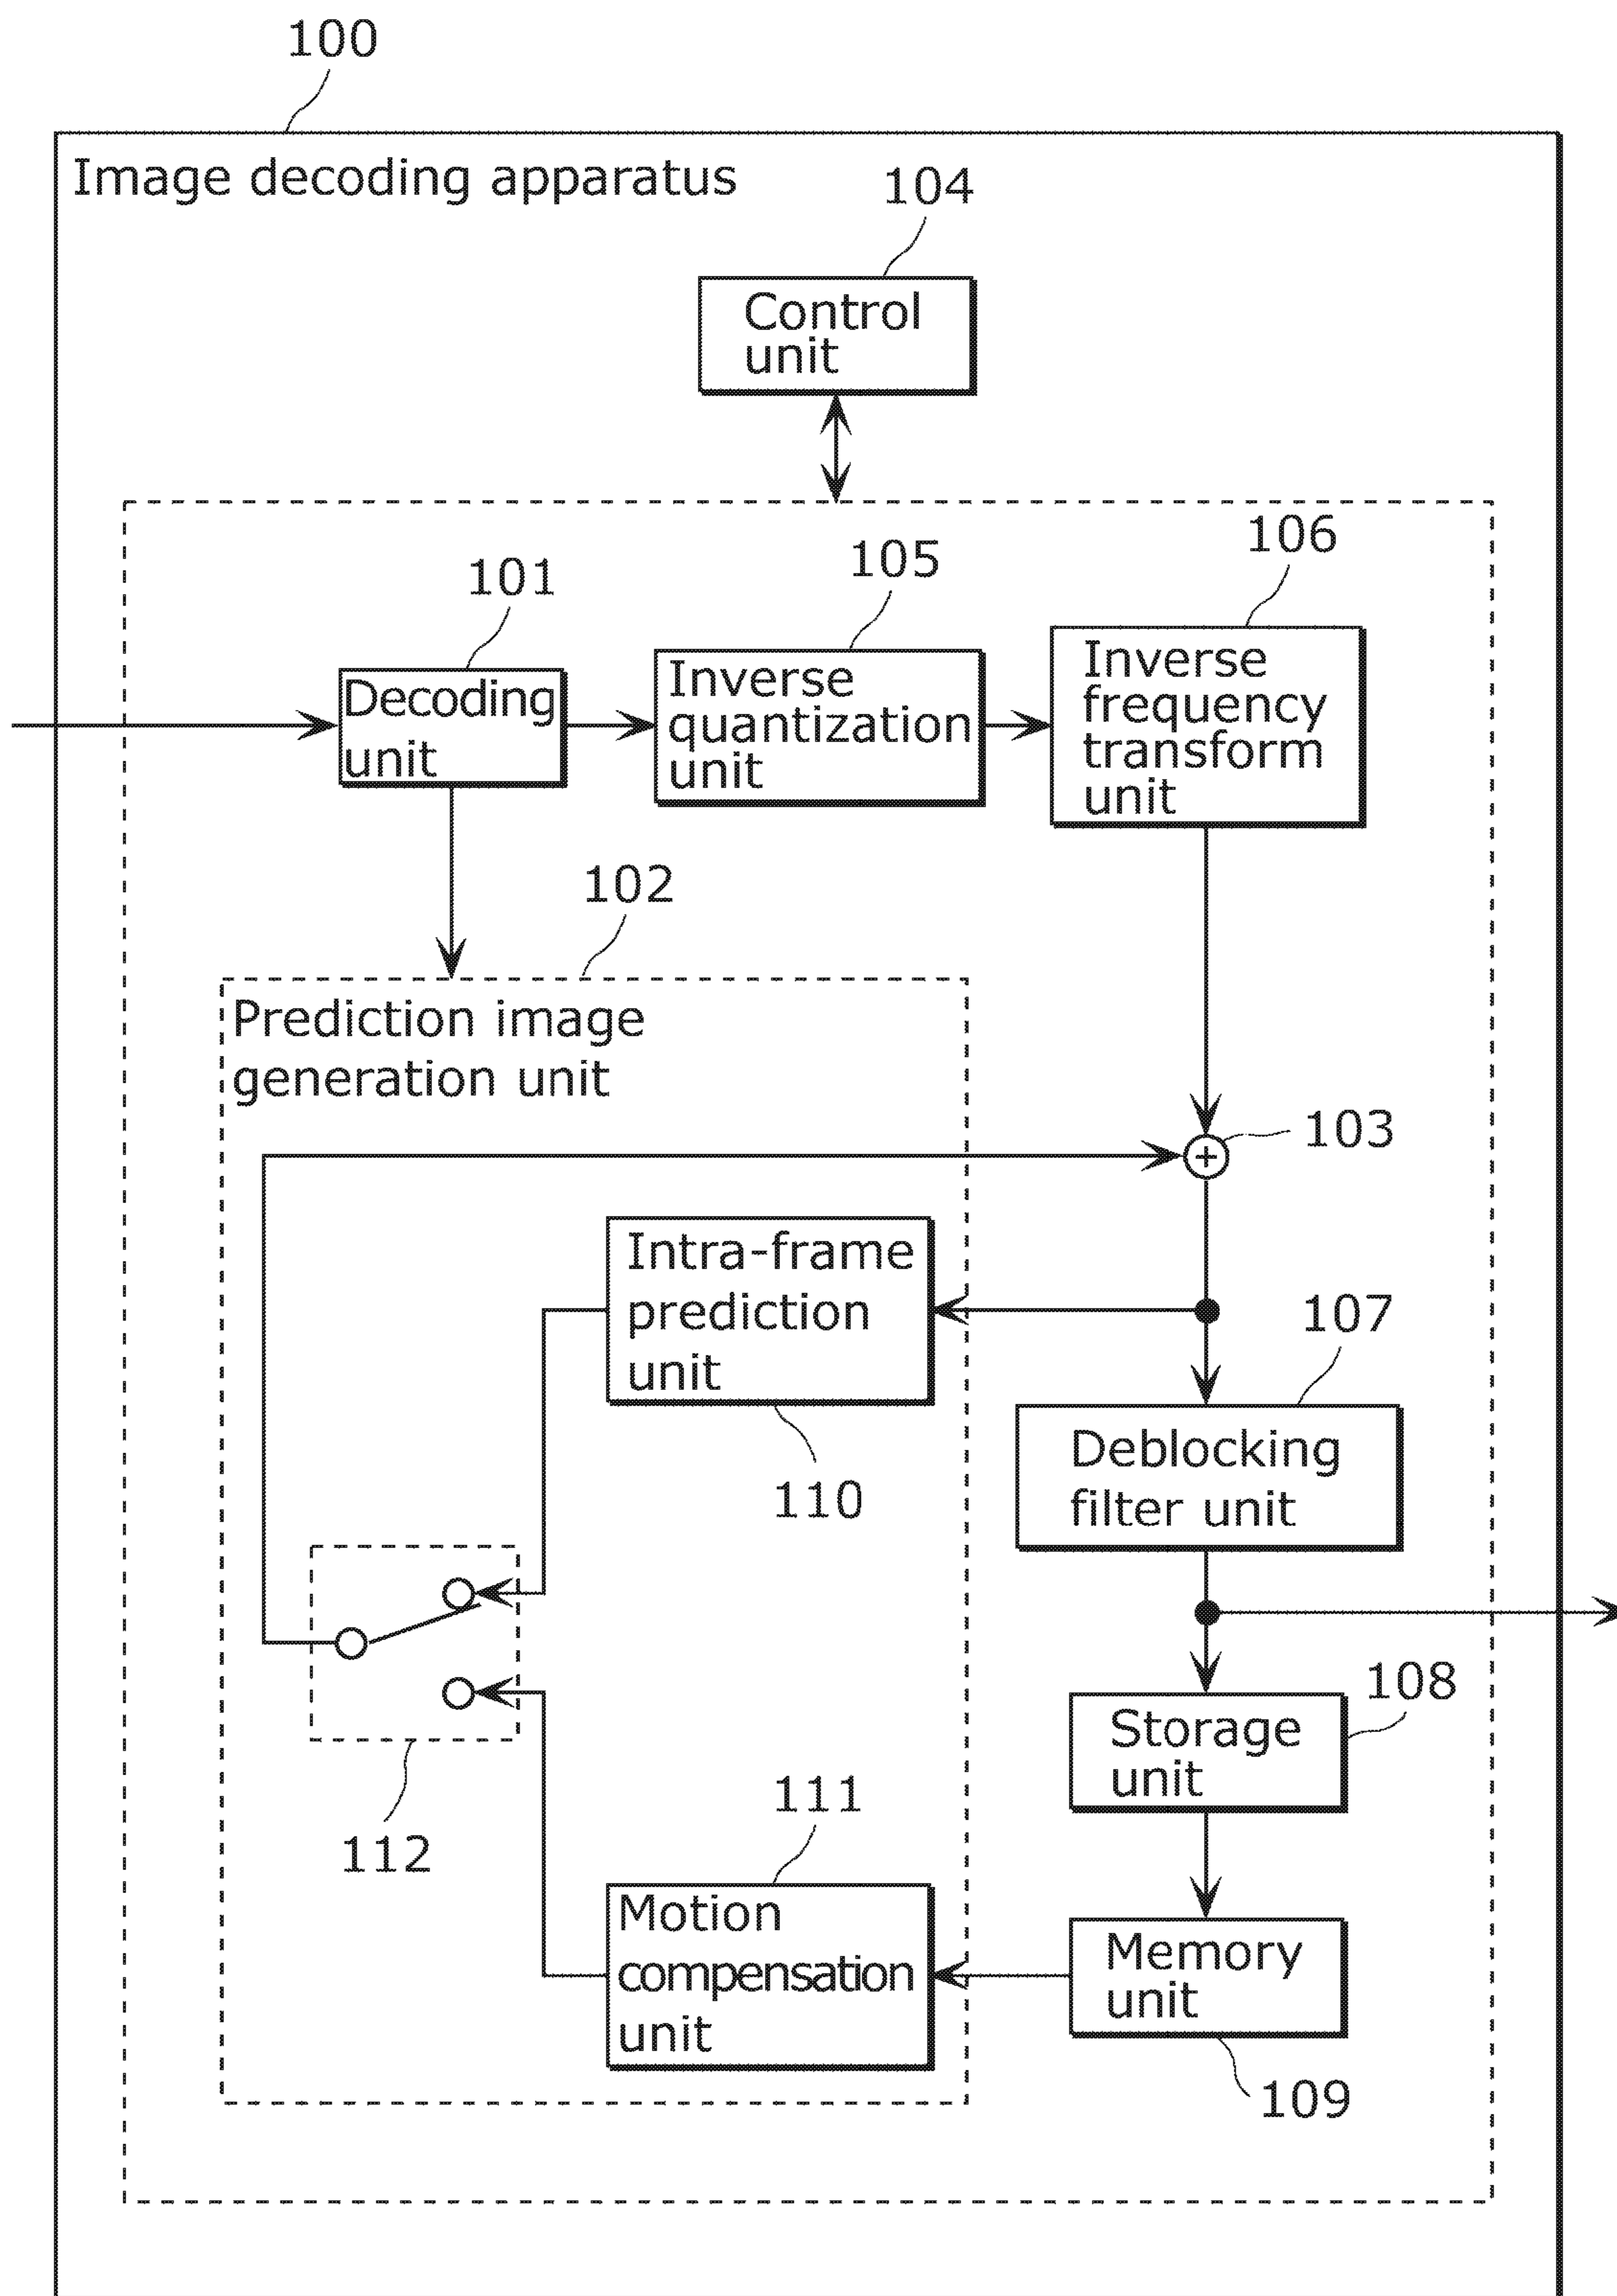 100
Image decoding apparatus
104
Control
unit
106
105
101
Inverse
frequency
transform
unit
Inverse
quantization
unit
Decoding
unit
102
Prediction image
generation unit
103
+
Intra-frame
prediction
unit
107
110
Deblocking
filter unit
108
Storage
unit
111
112
Motion
compensation
unit
Memory
unit
109